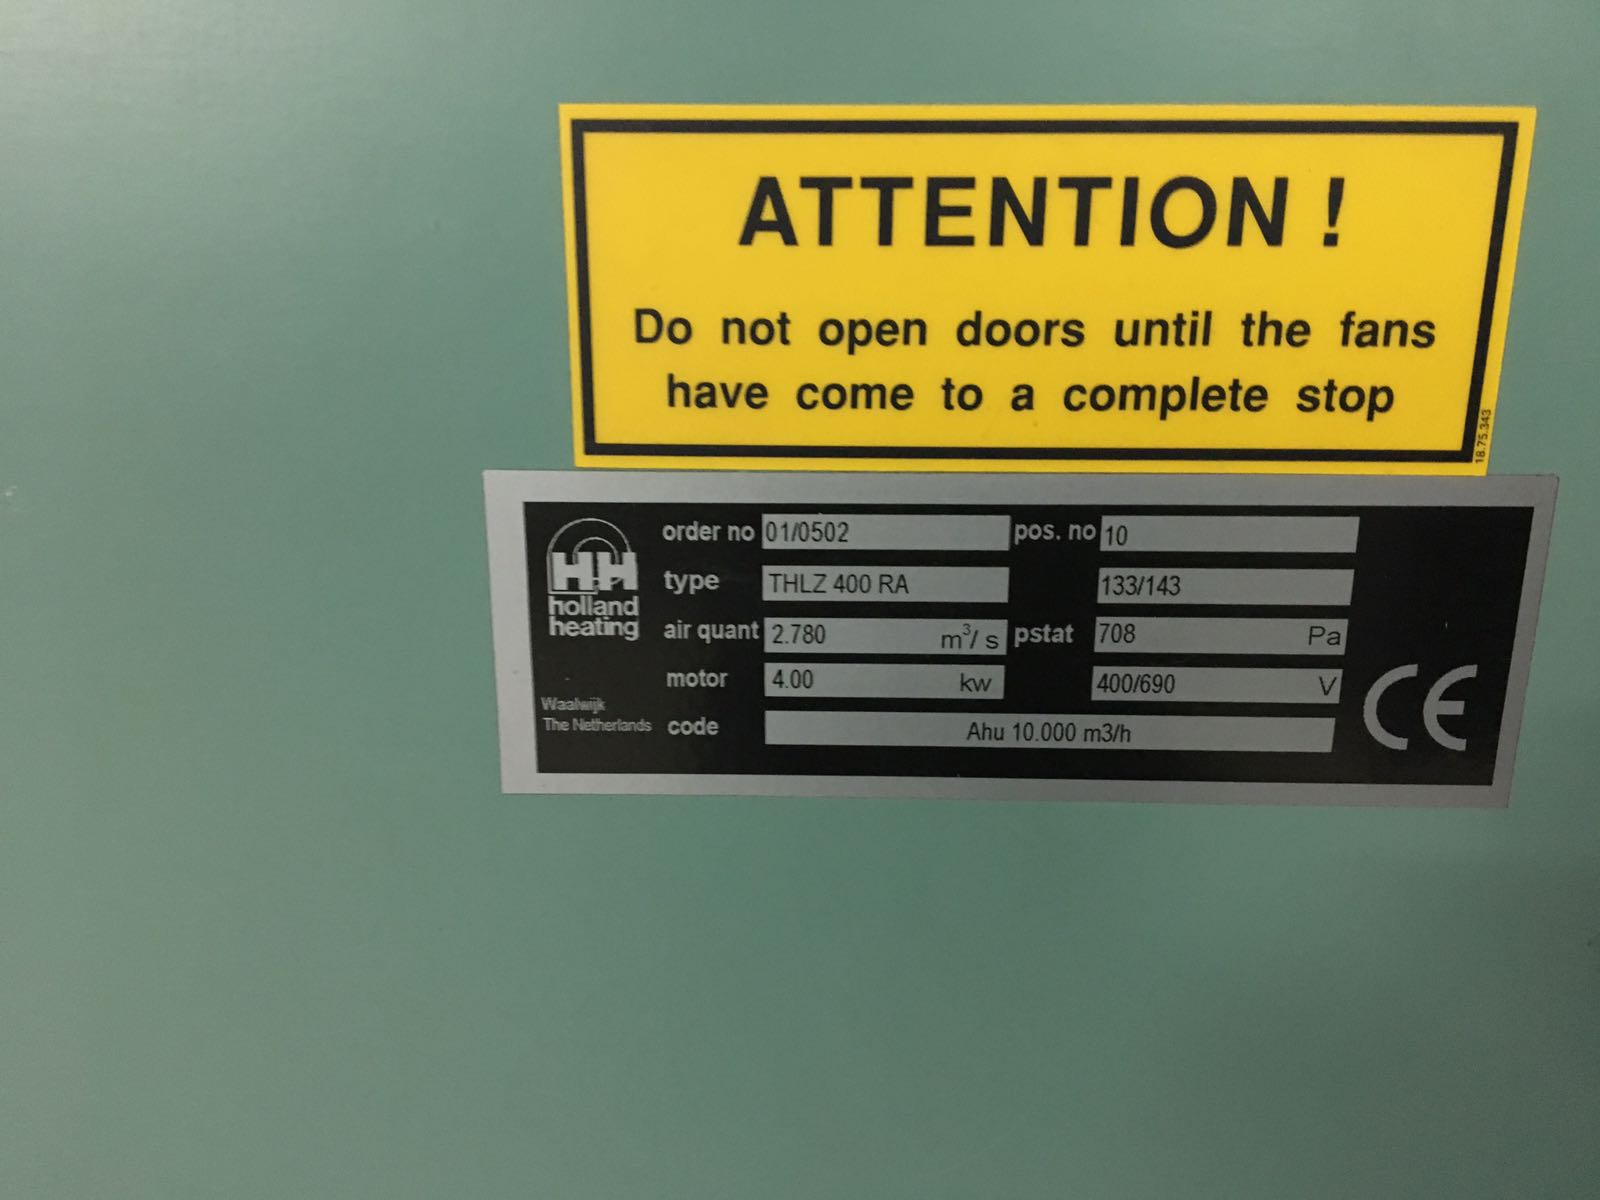 ATTENTION !
Do not open doors until the fans
have come to a complete stop
18.75.343
HH
holland
heating
Waalwijk
The Netherlands
order no 01/0502 pos. no 10
type THLZ 400 RA 133/143
air quant 2.780 m³/s pstat 708 Pa
motor 4.00 kw 400/690 V
code Ahu 10.000 m3/h
CE